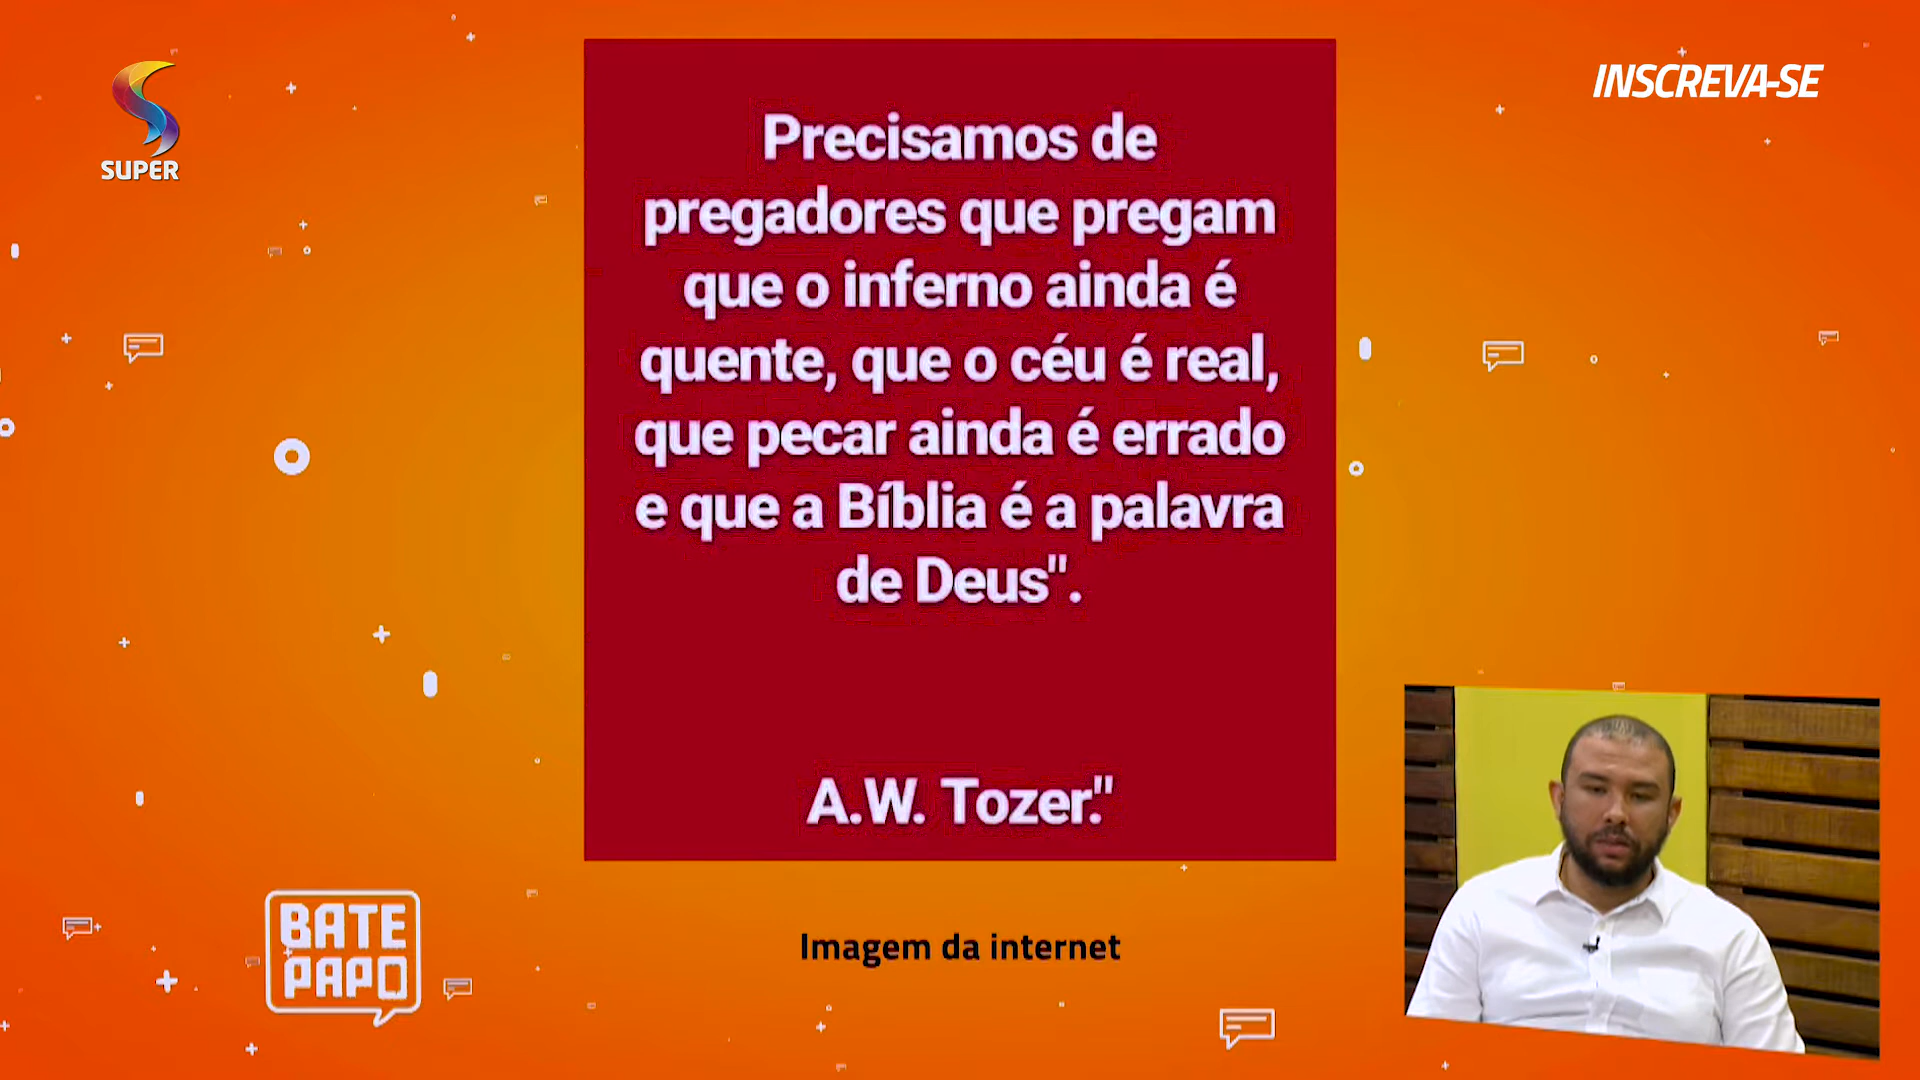 SUPER
INSCREVA-SE
Precisamos de
pregadores que pregam
que o inferno ainda é
quente, que o céu é real,
que pecar ainda é errado
e que a Bíblia é a palavra
de Deus".
A.W. Tozer."
BATE
PAPO
Imagem da internet